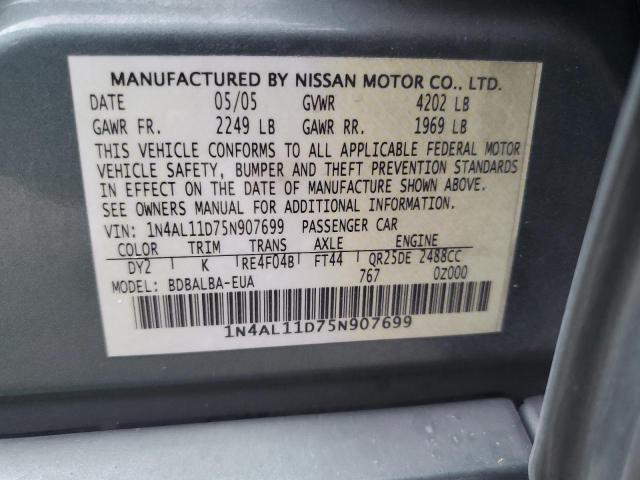 MANUFACTURED BY NISSAN MOTOR CO., LTD.
DATE 05/05 GVWR 4202 LB
GAWR FR. 2249 LB GAWR RR. 1969 LB
THIS VEHICLE CONFORMS TO ALL APPLICABLE FEDERAL MOTOR
VEHICLE SAFETY, BUMPER AND THEFT PREVENTION STANDARDS
IN EFFECT ON THE DATE OF MANUFACTURE SHOWN ABOVE.
SEE OWNERS MANUAL FOR ADDITIONAL INFORMATION.
VIN: 1N4AL11D75N907699 PASSENGER CAR
COLOR TRIM TRANS AXLE ENGINE
DY2 K RE4F04B FT44 QR25DE 2488CC
MODEL: BDBALBA-EUA 767 0Z000
1N4AL11D75N907699